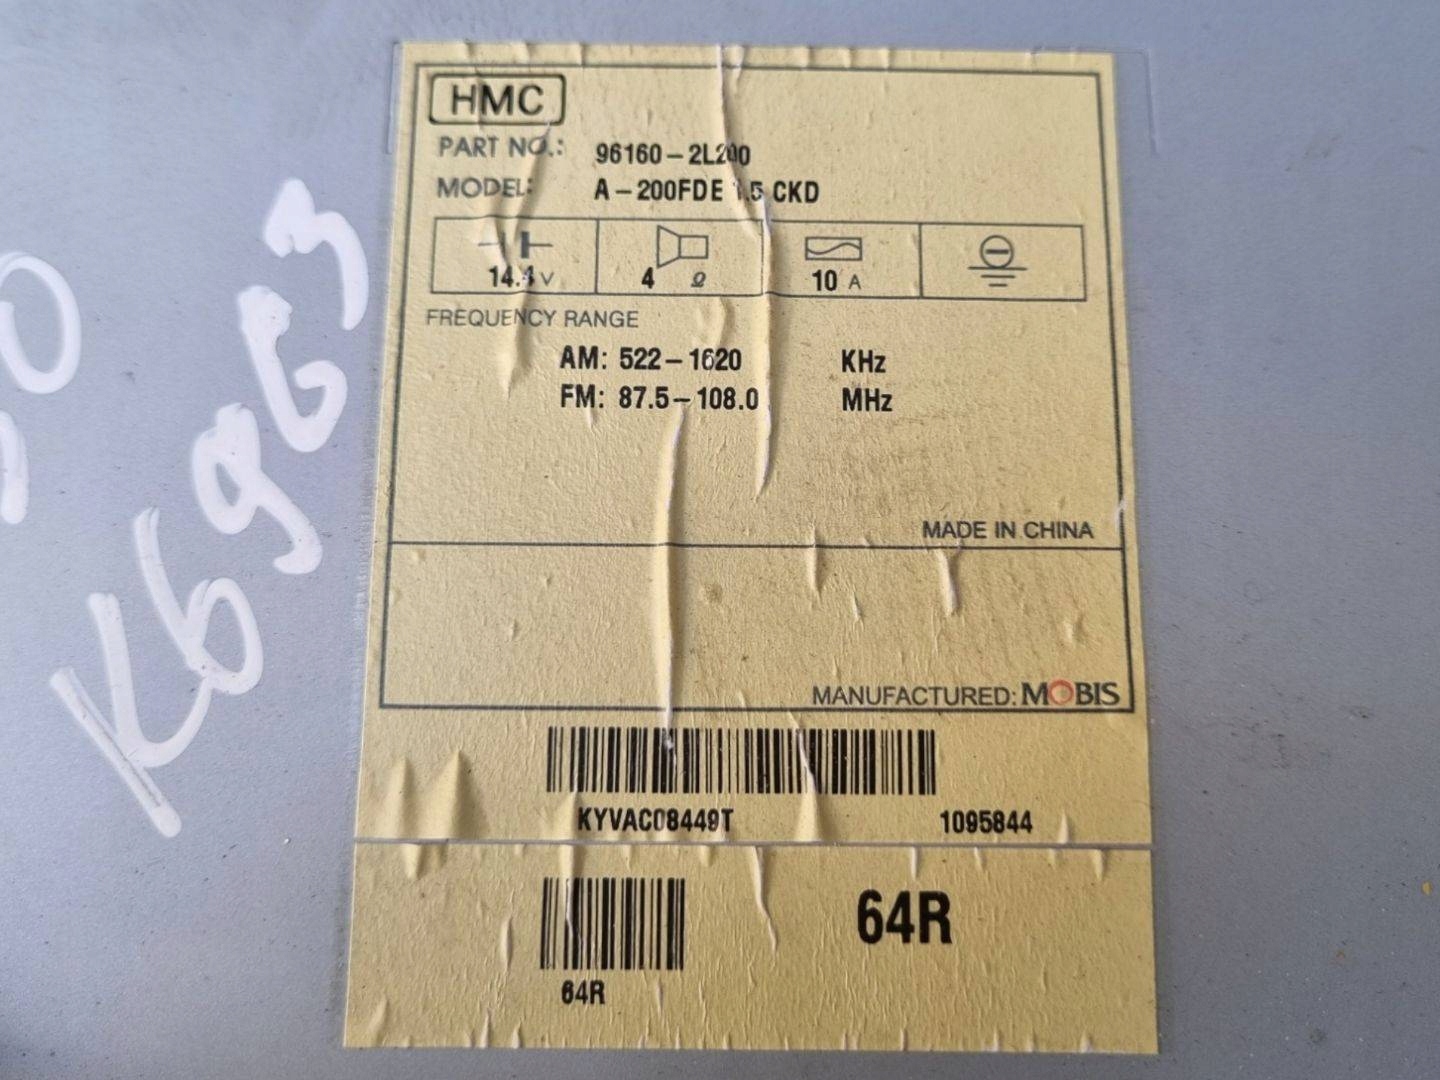 HMC
PART NO.: 96160-2L200
MODEL: A-200FDE 1.5 CKD
14.4 V 4 Ω 10 A
FREQUENCY RANGE
AM: 522-1620 KHz
FM: 87.5-108.0 MHz
MADE IN CHINA
MANUFACTURED: MOBIS
KYVAC08449T 1095844
64R
64R
K6963